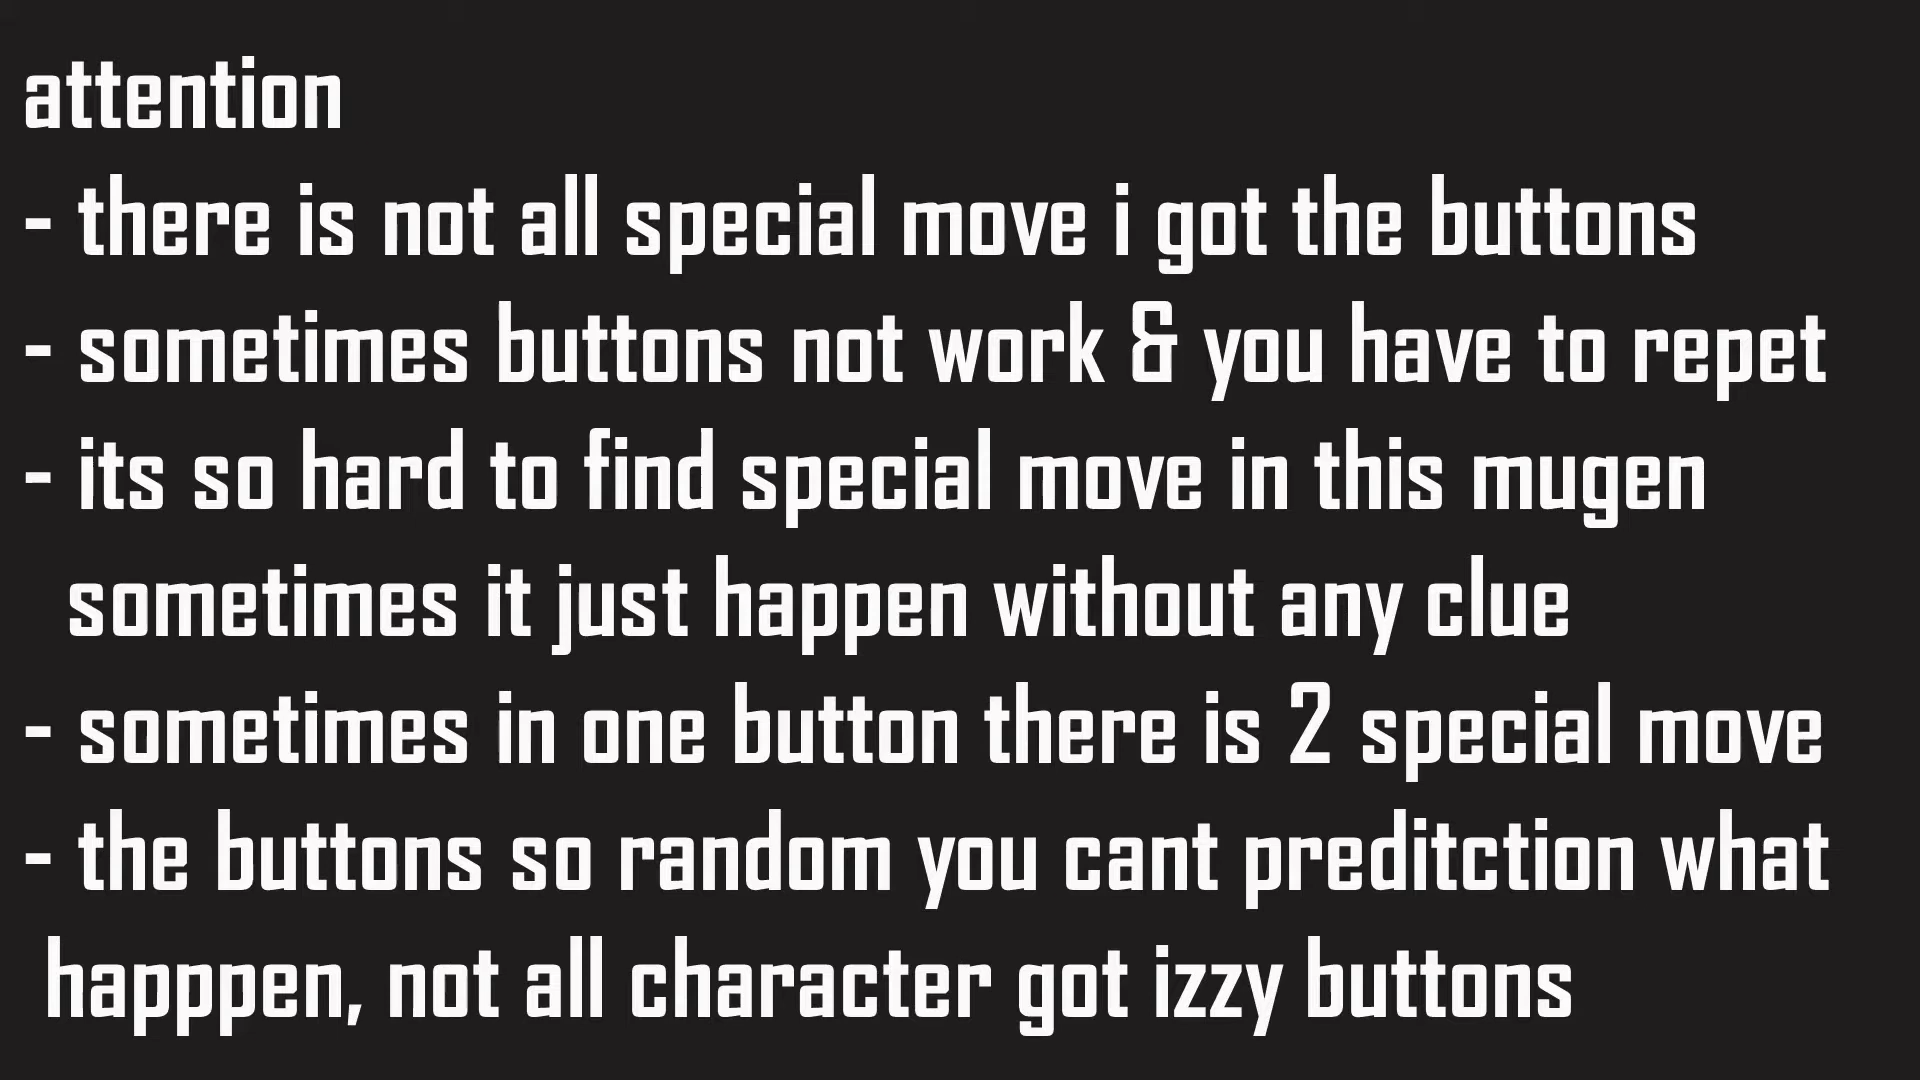 attention
- there is not all special move i got the buttons
- sometimes buttons not work & you have to repet
- its so hard to find special move in this mugen
sometimes it just happen without any clue
- sometimes in one button there is 2 special move
- the buttons so random you cant preditction what
happpen, not all character got izzy buttons